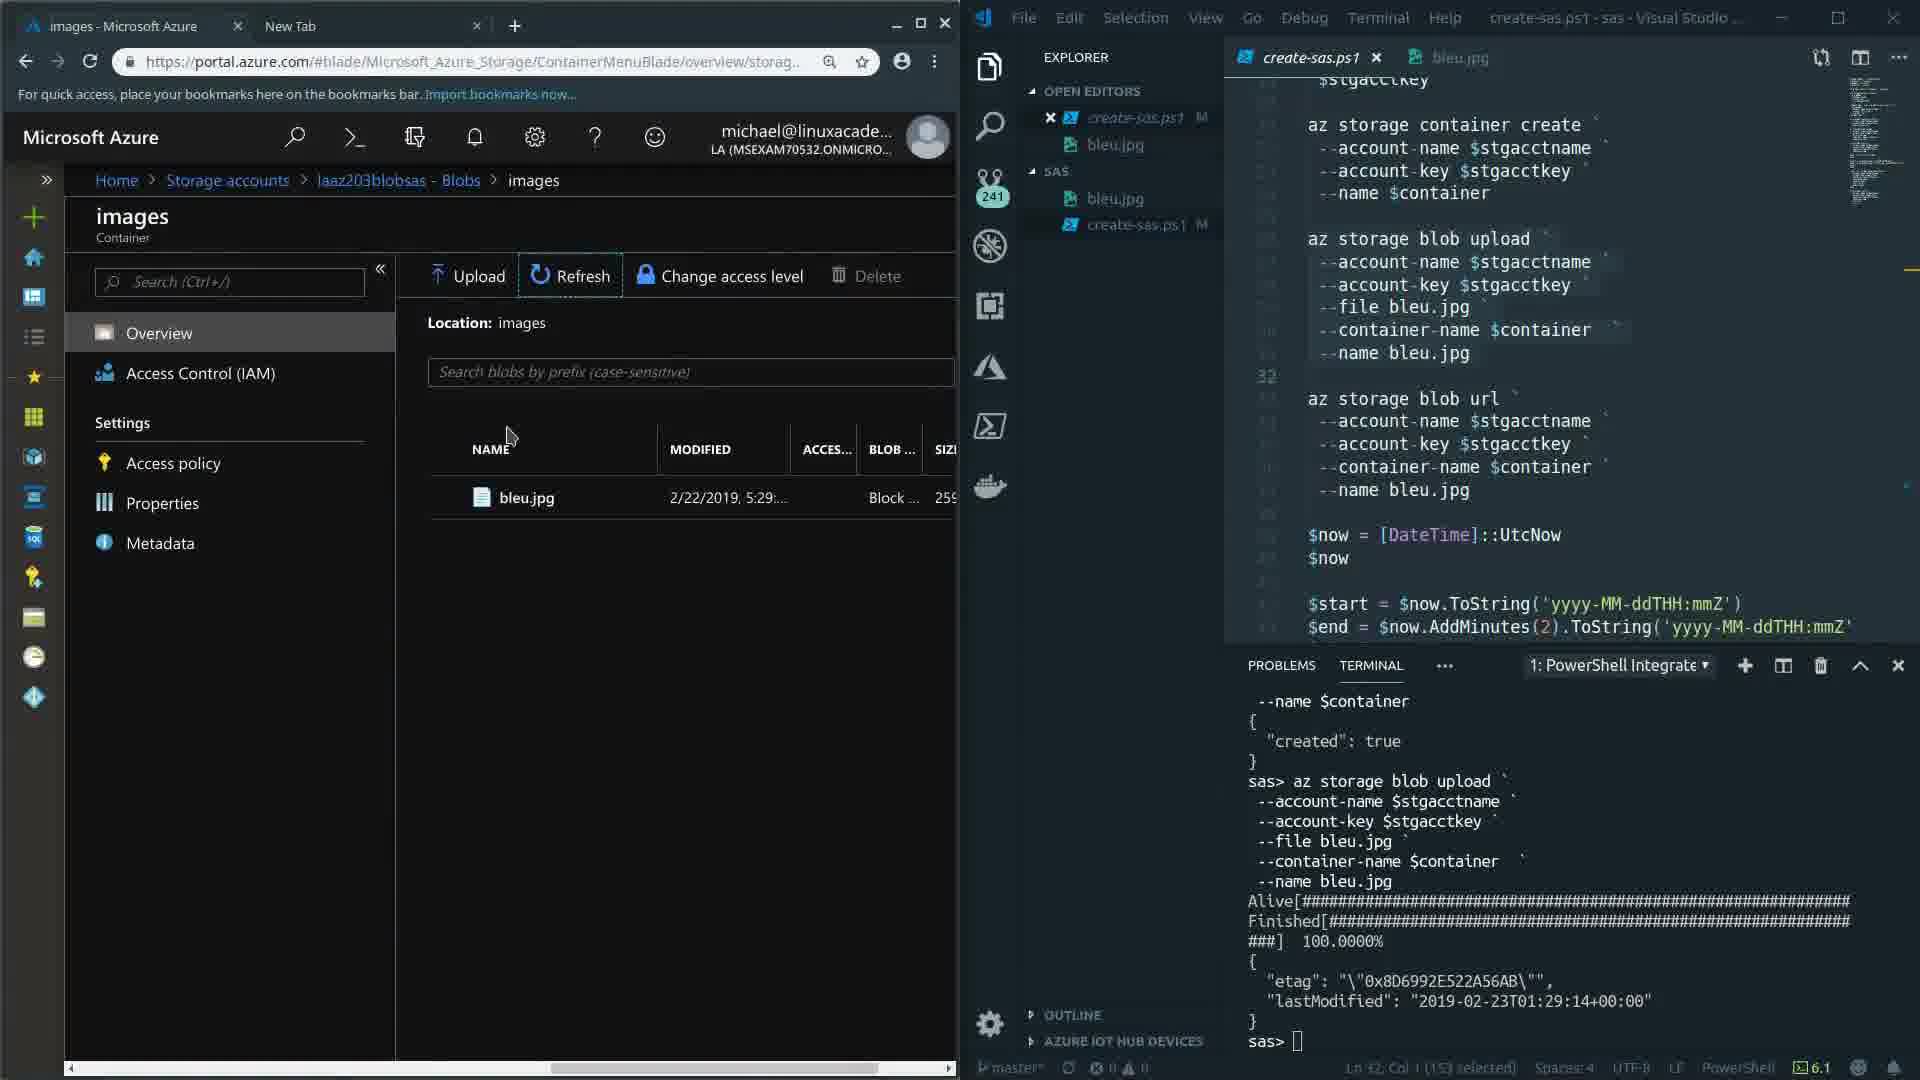 images - Microsoft Azure
New Tab
https://portal.azure.com/#blade/Microsoft_Azure_Storage/ContainerMenuBlade/overview/storag...
For quick access, place your bookmarks here on the bookmarks bar. Import bookmarks now...
Microsoft Azure
michael@linuxacade...
LA (MSEXAM70532.ONMICRO...
Home > Storage accounts > laaz203blobsas - Blobs > images
images
Container
Search (Ctrl+/)
Overview
Access Control (IAM)
Settings
Access policy
Properties
Metadata
Upload
Refresh
Change access level
Delete
Location: images
Search blobs by prefix (case-sensitive)
NAME MODIFIED ACCES... BLOB ... SIZ
bleu.jpg 2/22/2019, 5:29:... Block ... 259
File Edit Selection View Go Debug Terminal Help create-sas.ps1 - sas - Visual Studio ...
EXPLORER
OPEN EDITORS
create-sas.ps1 M
bleu.jpg
SAS
bleu.jpg
create-sas.ps1 M
241
OUTLINE
AZURE IOT HUB DEVICES
create-sas.ps1
bleu.jpg
$stgacctkey
az storage container create `
--account-name $stgacctname `
--account-key $stgacctkey `
--name $container
az storage blob upload `
--account-name $stgacctname `
--account-key $stgacctkey `
--file bleu.jpg `
--container-name $container  `
--name bleu.jpg
32
az storage blob url `
--account-name $stgacctname `
--account-key $stgacctkey `
--container-name $container `
--name bleu.jpg
$now = [DateTime]::UtcNow
$now
$start = $now.ToString('yyyy-MM-ddTHH:mmZ')
$end = $now.AddMinutes(2).ToString('yyyy-MM-ddTHH:mmZ'
PROBLEMS TERMINAL ... 1: PowerShell Integrate
--name $container
{
"created": true
}
sas> az storage blob upload `
--account-name $stgacctname `
--account-key $stgacctkey `
--file bleu.jpg `
--container-name $container  `
--name bleu.jpg
Alive[#############################################################
Finished[##########################################################
###]  100.0000%
{
"etag": "\"0x8D6992E522A56AB\"",
"lastModified": "2019-02-23T01:29:14+00:00"
}
sas>
master* 0 0 Ln 32, Col 1 (153 selected) Spaces: 4 UTF-8 LF PowerShell 6.1